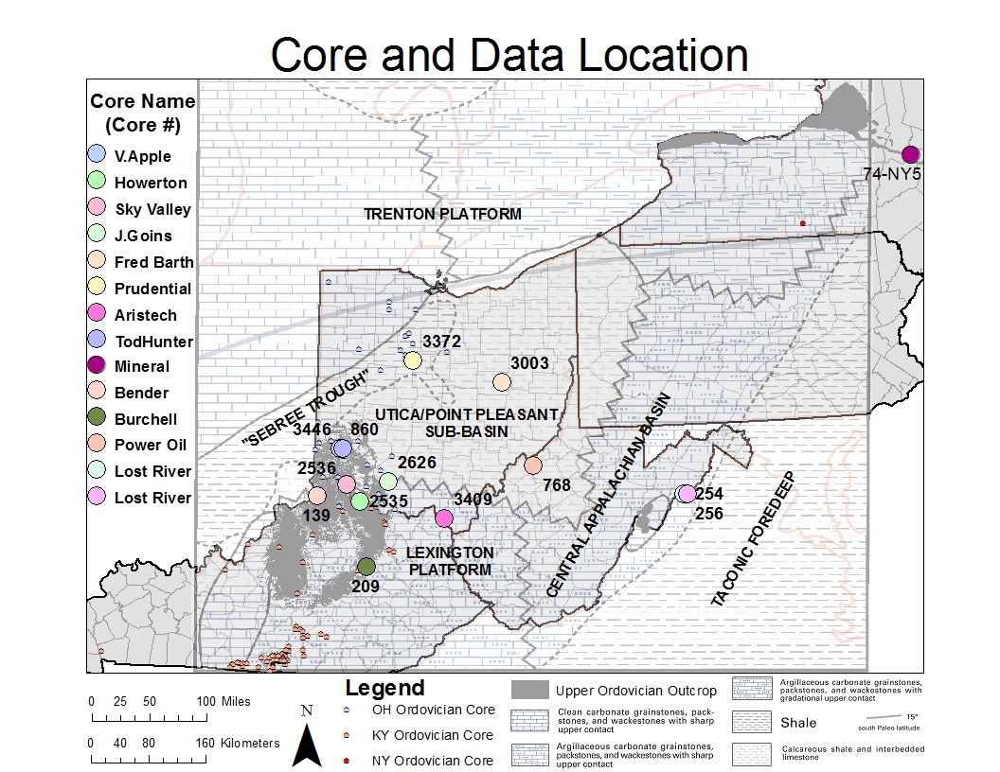 Core and Data Location
Core Name
(Core #)
V.Apple
Howerton
Sky Valley
J.Goins
Fred Barth
Prudential
Aristech
TodHunter
Mineral
Bender
Burchell
Power Oil
Lost River
Lost River
74-NY5
TRENTON PLATFORM
3372
3003
"SEBREE TROUGH"
UTICA/POINT PLEASANT
SUB-BASIN
3446
860
2536
2626
2535
3409
768
139
254
256
LEXINGTON
PLATFORM
209
CENTRAL APPALACHIAN BASIN
TACONIC FOREDEEP
0 25 50 100 Miles
0 40 80 160 Kilometers
N
Legend
OH Ordovician Core
KY Ordovician Core
NY Ordovician Core
Upper Ordovician Outcrop
Clean carbonate grainstones, pack-
stones, and wackestones with sharp
upper contact
Argillaceous carbonate grainstones,
packstones, and wackestones with sharp
upper contact
Argillaceous carbonate grainstones,
packstones, and wackestones with
gradational upper contact
Shale
Calcareous shale and interbedded
limestone
15°
south Paleo latitude